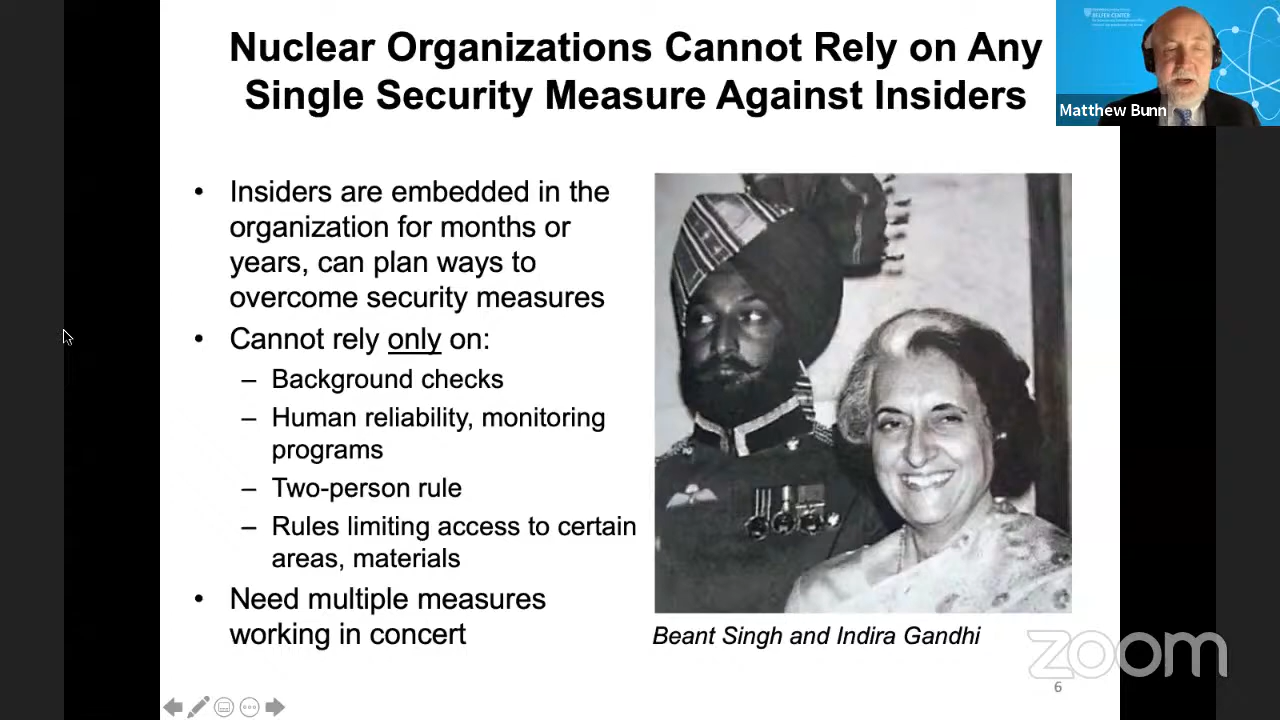 Nuclear Organizations Cannot Rely on Any
Single Security Measure Against Insiders
BELFER CENTER
Matthew Bunn
• Insiders are embedded in the
organization for months or
years, can plan ways to
overcome security measures
• Cannot rely only on:
– Background checks
– Human reliability, monitoring
programs
– Two-person rule
– Rules limiting access to certain
areas, materials
• Need multiple measures
working in concert
Beant Singh and Indira Gandhi
zoom
6